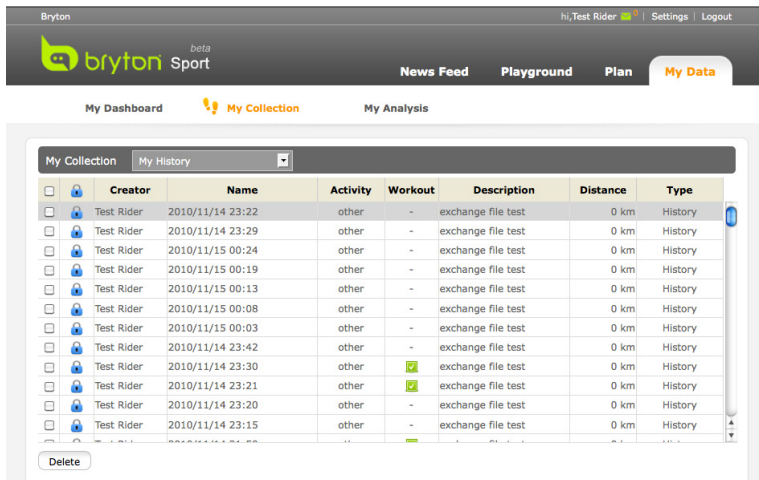 Bryton hi,Test Rider 0 | Settings | Logout
bryton Sport beta
News Feed Playground Plan My Data
My Dashboard My Collection My Analysis
My Collection My History
Creator Name Activity Workout Description Distance Type
Test Rider 2010/11/14 23:22 other - exchange file test 0 km History
Test Rider 2010/11/14 23:29 other - exchange file test 0 km History
Test Rider 2010/11/15 00:24 other - exchange file test 0 km History
Test Rider 2010/11/15 00:19 other - exchange file test 0 km History
Test Rider 2010/11/15 00:13 other - exchange file test 0 km History
Test Rider 2010/11/15 00:08 other - exchange file test 0 km History
Test Rider 2010/11/15 00:03 other - exchange file test 0 km History
Test Rider 2010/11/14 23:42 other - exchange file test 0 km History
Test Rider 2010/11/14 23:30 other exchange file test 0 km History
Test Rider 2010/11/14 23:21 other exchange file test 0 km History
Test Rider 2010/11/14 23:20 other - exchange file test 0 km History
Test Rider 2010/11/14 23:15 other - exchange file test 0 km History
Delete